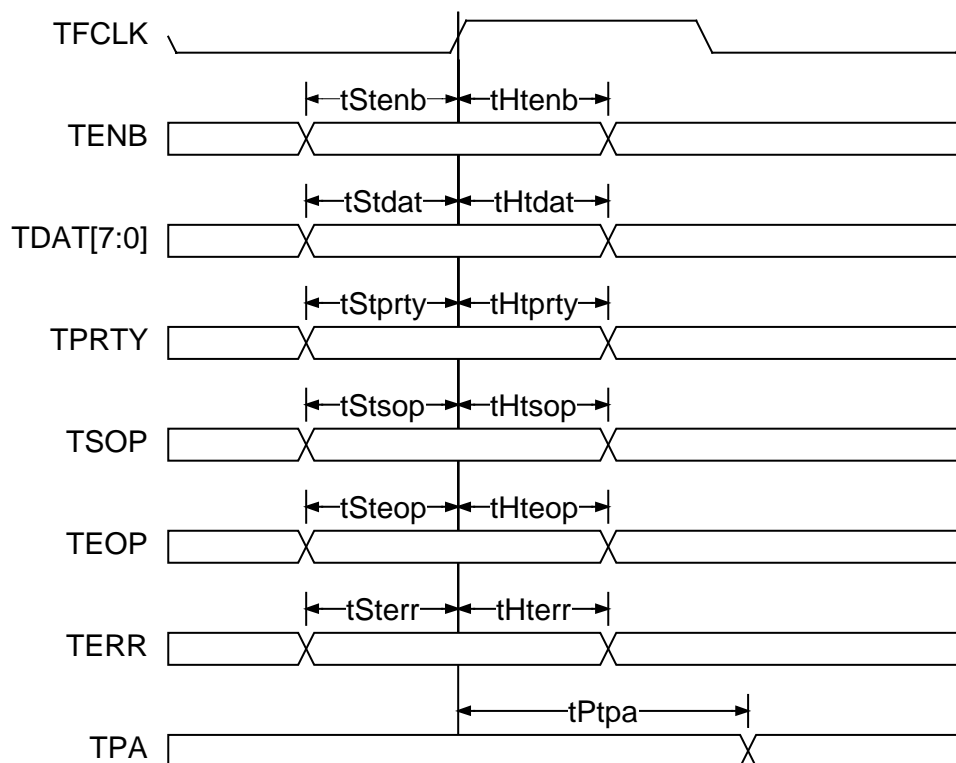 TFCLK
tStenb tHtenb
TENB
tStdat tHtdat
TDAT[7:0]
tStprty tHtprty
TPRTY
tStsop tHtsop
TSOP
tSteop tHteop
TEOP
tSterr tHterr
TERR
tPtpa
TPA